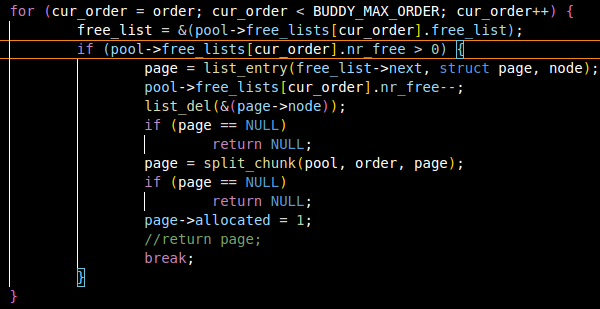 for (cur_order = order; cur_order < BUDDY_MAX_ORDER; cur_order++) {
free_list = &(pool->free_lists[cur_order].free_list);
if (pool->free_lists[cur_order].nr_free > 0) {
page = list_entry(free_list->next, struct page, node);
pool->free_lists[cur_order].nr_free--;
list_del(&(page->node));
if (page == NULL)
return NULL;
page = split_chunk(pool, order, page);
if (page == NULL)
return NULL;
page->allocated = 1;
//return page;
break;
}
}